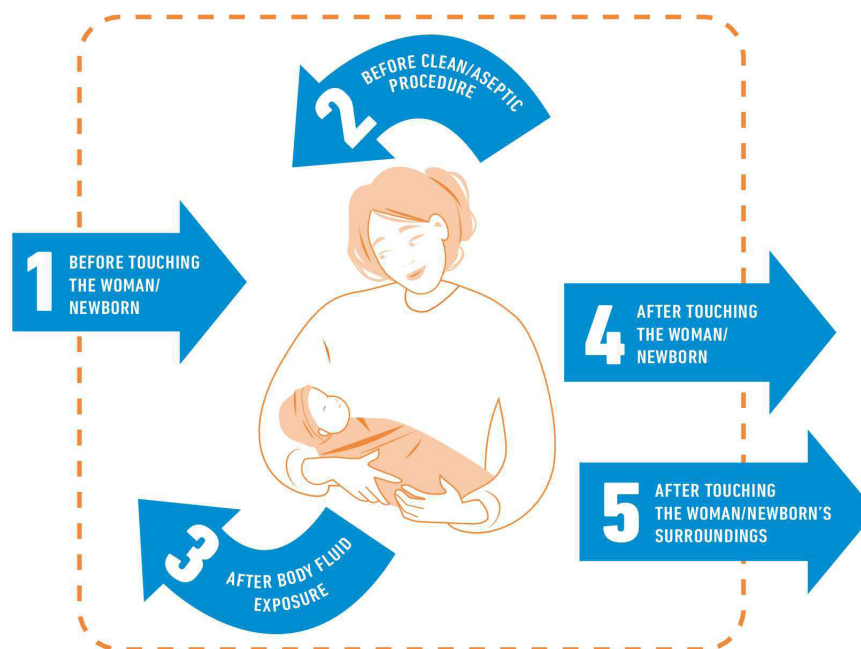 1
BEFORE TOUCHING
THE WOMAN/
NEWBORN
2
BEFORE CLEAN/ASEPTIC
PROCEDURE
3
AFTER BODY FLUID
EXPOSURE
4
AFTER TOUCHING
THE WOMAN/
NEWBORN
5
AFTER TOUCHING
THE WOMAN/NEWBORN'S
SURROUNDINGS